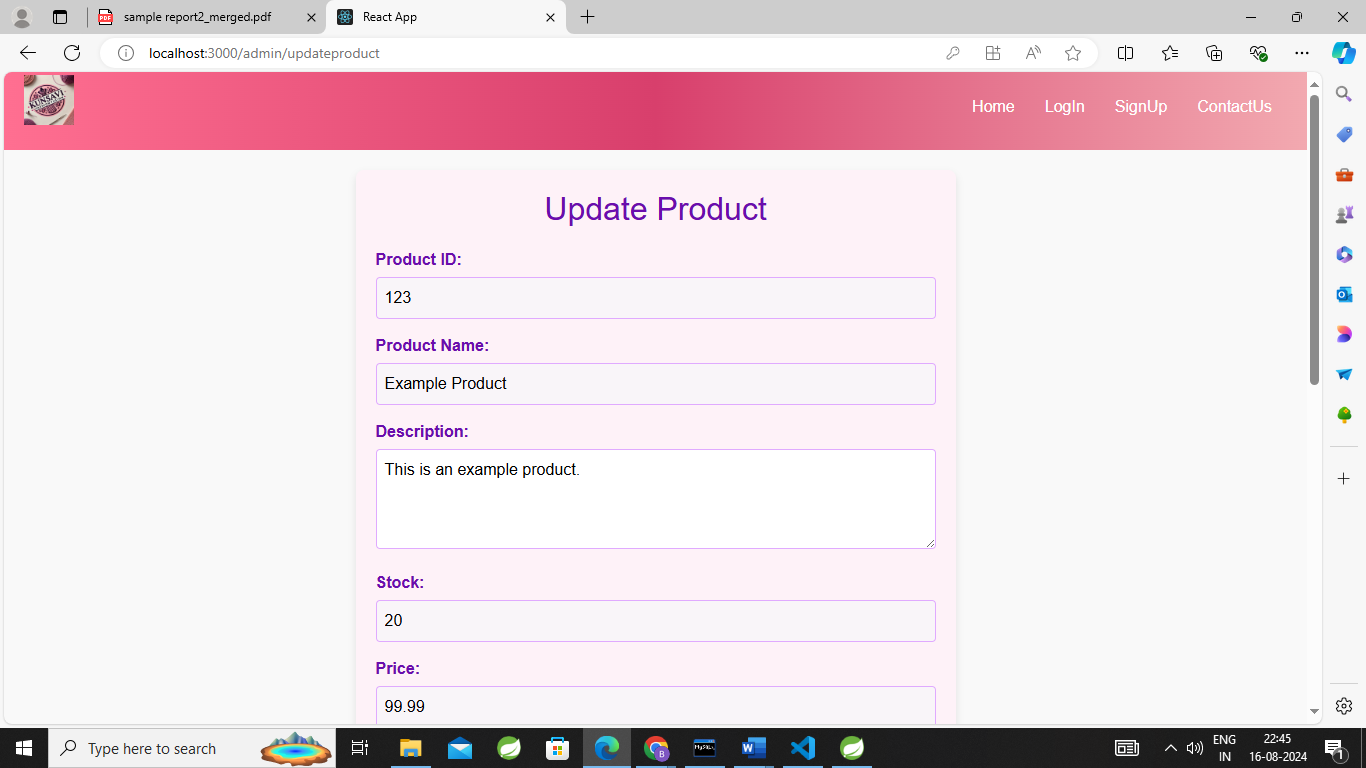 sample report2_merged.pdf
React App
localhost:3000/admin/updateproduct
KUNSAVI
Home LogIn SignUp ContactUs
Update Product
Product ID:
123
Product Name:
Example Product
Description:
This is an example product.
Stock:
20
Price:
99.99
Type here to search
ENG
IN
22:45
16-08-2024
1